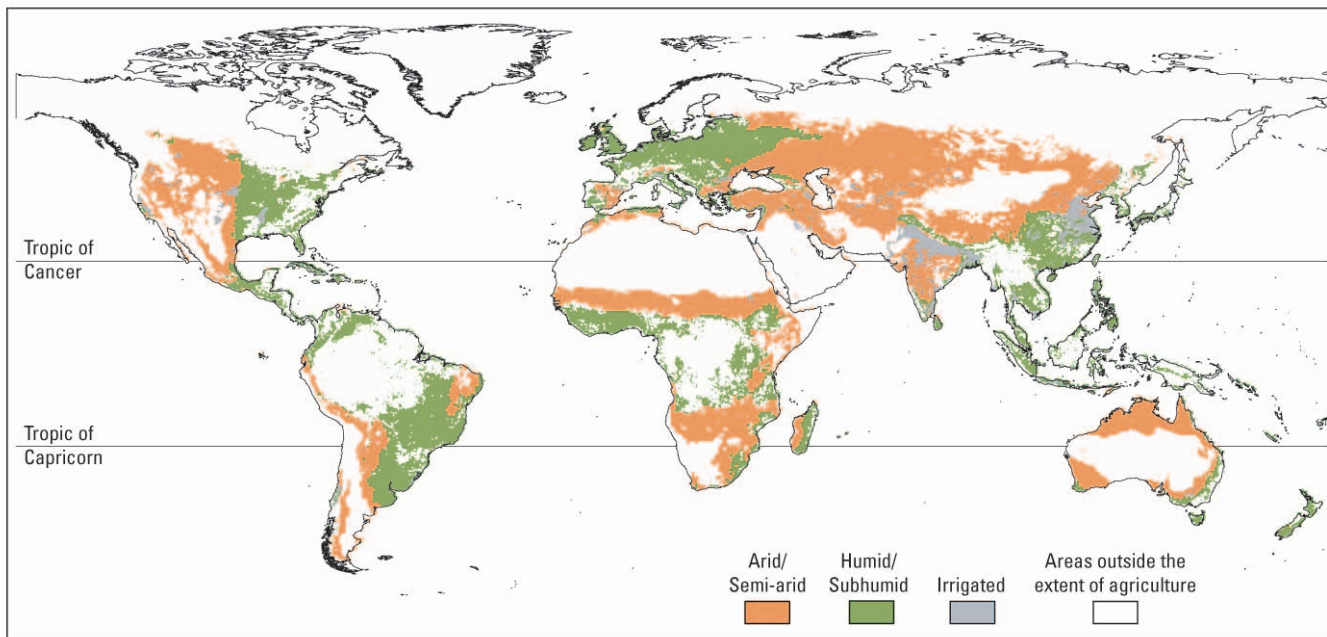 Tropic of
Cancer
Tropic of
Capricorn
Arid/
Semi-arid
Humid/
Subhumid
Irrigated
Areas outside the
extent of agriculture